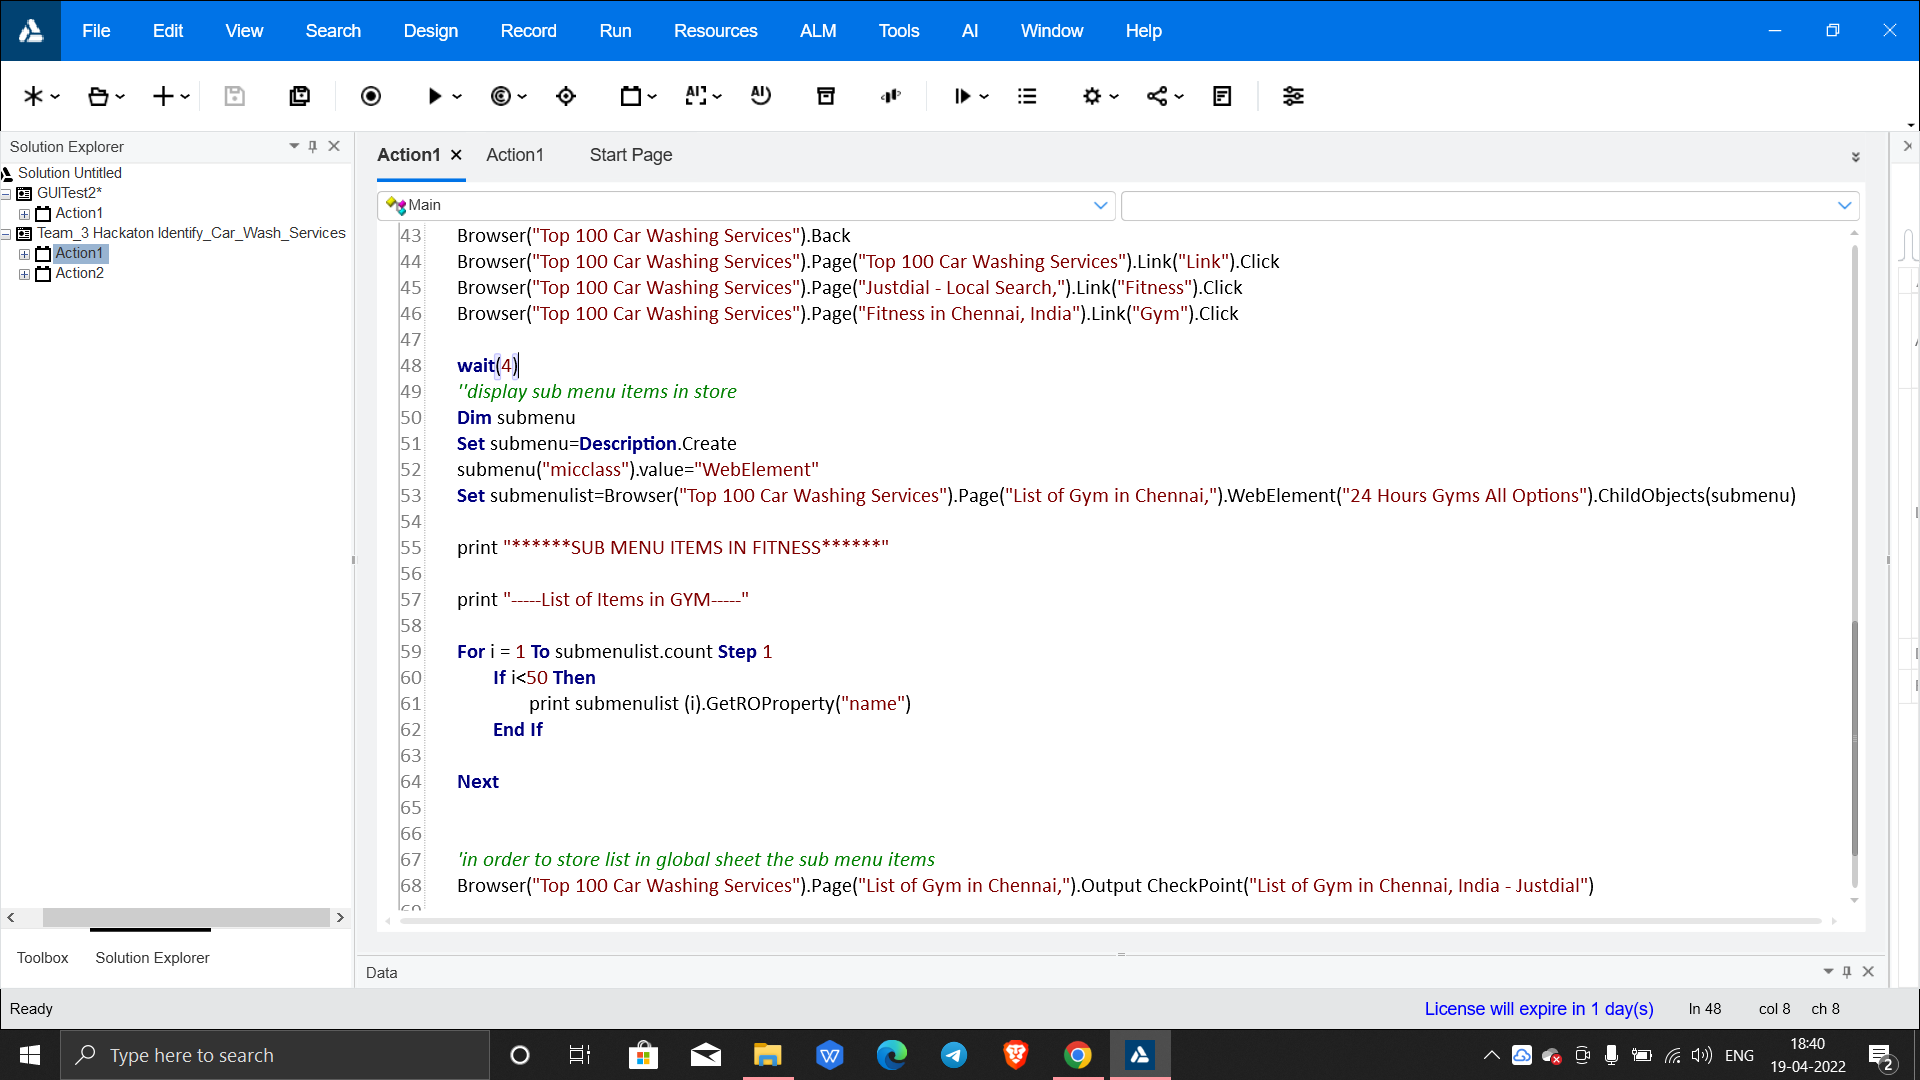 File Edit View Search Design Record Run Resources ALM Tools AI Window Help
Solution Explorer
Solution Untitled
GUITest2*
Action1
Team_3 Hackaton Identify_Car_Wash_Services
Action1
Action2
Toolbox Solution Explorer
Action1 Action1 Start Page
Main
43 Browser("Top 100 Car Washing Services").Back
44 Browser("Top 100 Car Washing Services").Page("Top 100 Car Washing Services").Link("Link").Click
45 Browser("Top 100 Car Washing Services").Page("Justdial - Local Search,").Link("Fitness").Click
46 Browser("Top 100 Car Washing Services").Page("Fitness in Chennai, India").Link("Gym").Click
47
48 wait(4)
49 ''display sub menu items in store
50 Dim submenu
51 Set submenu=Description.Create
52 submenu("micclass").value="WebElement"
53 Set submenulist=Browser("Top 100 Car Washing Services").Page("List of Gym in Chennai,").WebElement("24 Hours Gyms All Options").ChildObjects(submenu)
54
55 print "******SUB MENU ITEMS IN FITNESS******"
56
57 print "-----List of Items in GYM-----"
58
59 For i = 1 To submenulist.count Step 1
60 If i<50 Then
61 print submenulist (i).GetROProperty("name")
62 End If
63
64 Next
65
66
67 'in order to store list in global sheet the sub menu items
68 Browser("Top 100 Car Washing Services").Page("List of Gym in Chennai,").Output CheckPoint("List of Gym in Chennai, India - Justdial")
69
Data
Ready License will expire in 1 day(s) ln 48 col 8 ch 8
Type here to search ENG 18:40
19-04-2022 2